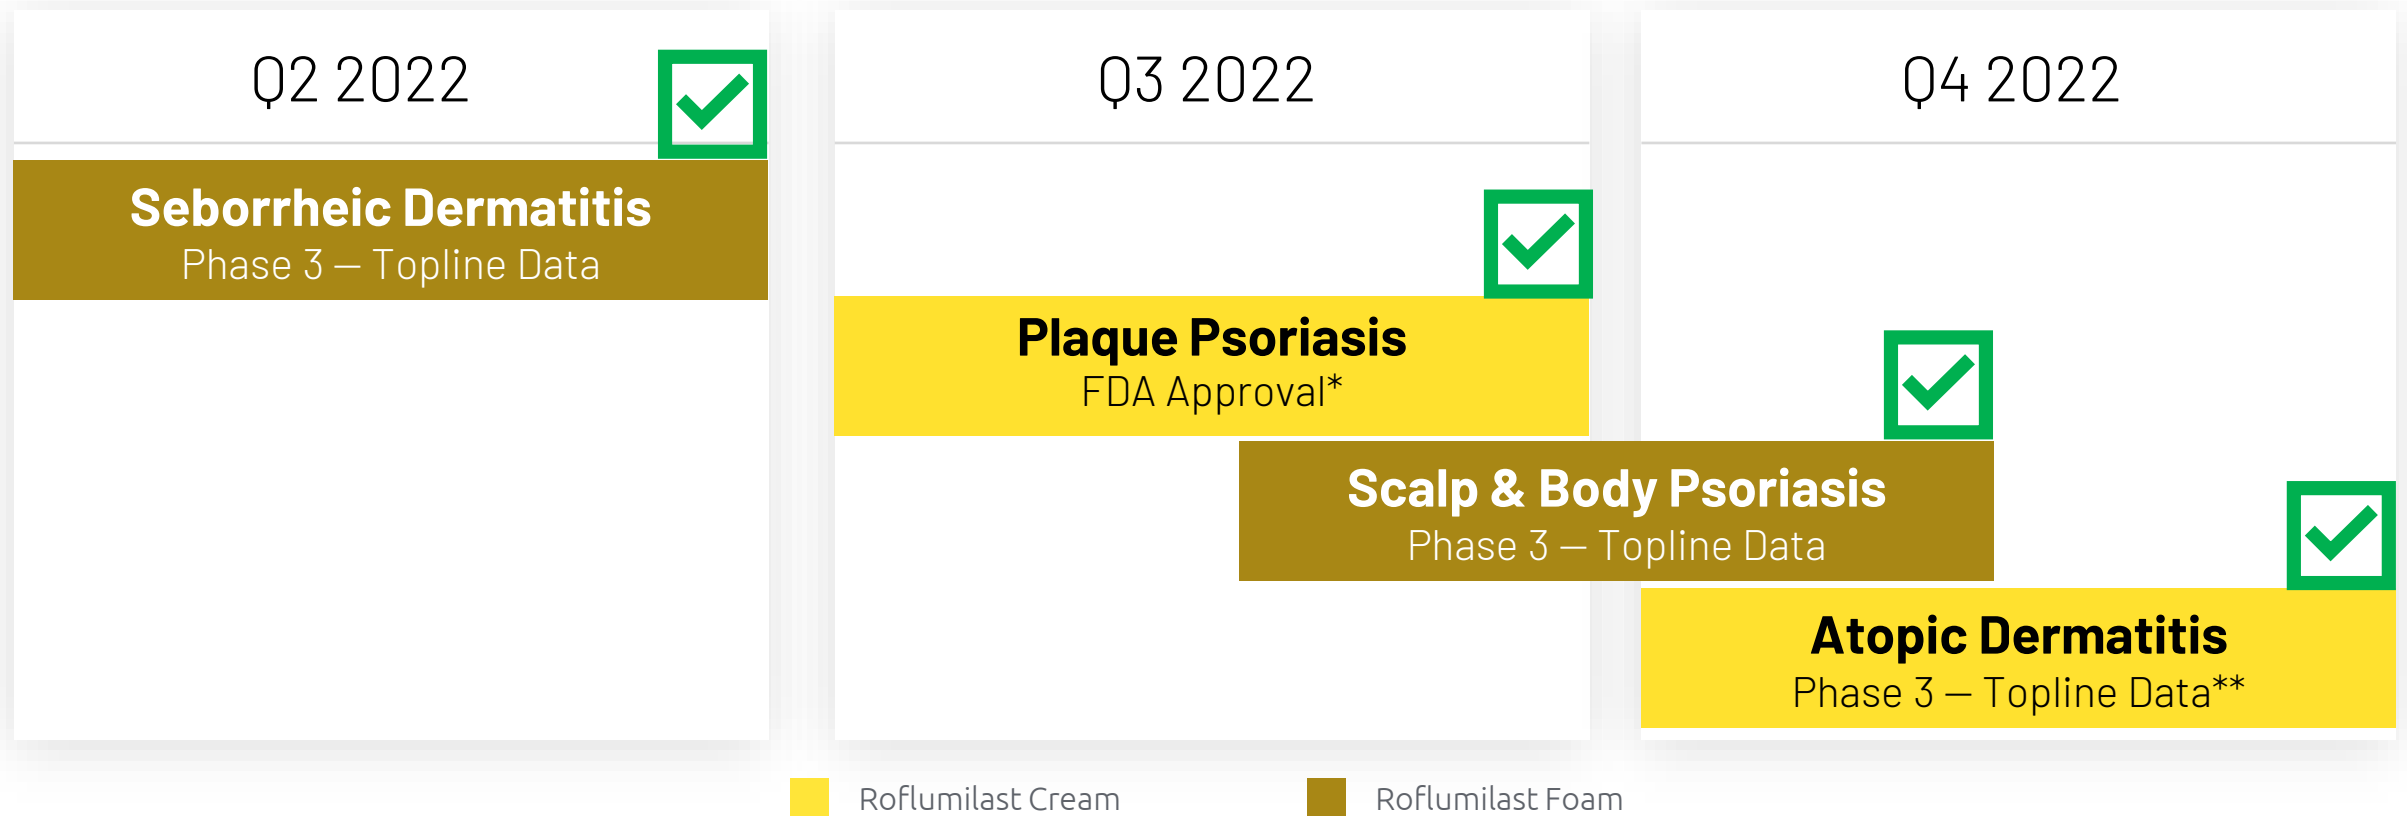 Q2 2022
Q3 2022
Q4 2022
Seborrheic Dermatitis
Phase 3 – Topline Data
Plaque Psoriasis
FDA Approval*
Scalp & Body Psoriasis
Phase 3 – Topline Data
Atopic Dermatitis
Phase 3 – Topline Data**
Roflumilast Cream
Roflumilast Foam